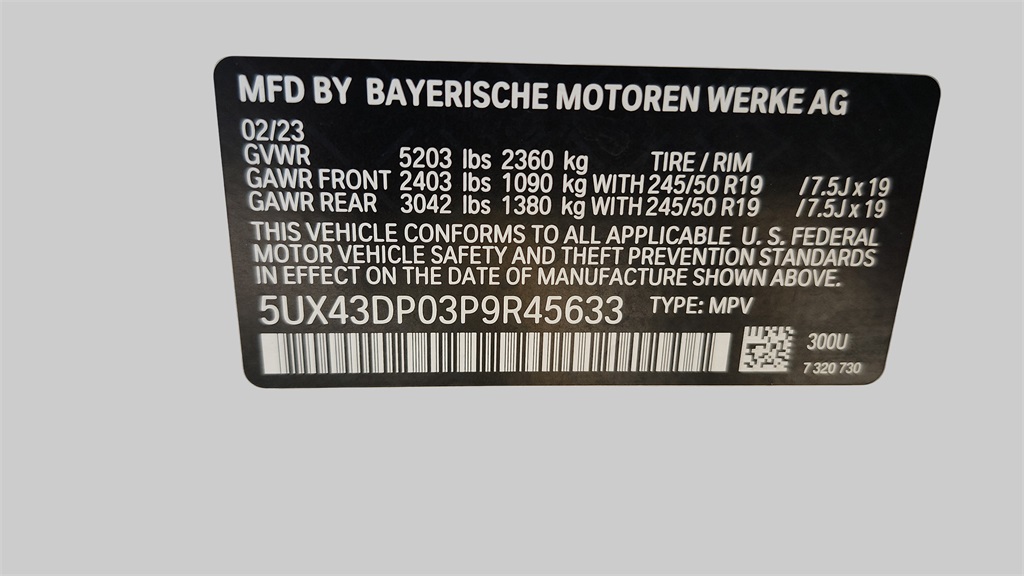 MFD BY BAYERISCHE MOTOREN WERKE AG
02/23
GVWR 5203 lbs 2360 kg TIRE / RIM
GAWR FRONT 2403 lbs 1090 kg WITH 245/50 R19 /7.5J x 19
GAWR REAR 3042 lbs 1380 kg WITH 245/50 R19 /7.5J x 19
THIS VEHICLE CONFORMS TO ALL APPLICABLE U. S. FEDERAL
MOTOR VEHICLE SAFETY AND THEFT PREVENTION STANDARDS
IN EFFECT ON THE DATE OF MANUFACTURE SHOWN ABOVE.
5UX43DP03P9R45633 TYPE: MPV
300U
7 320 730